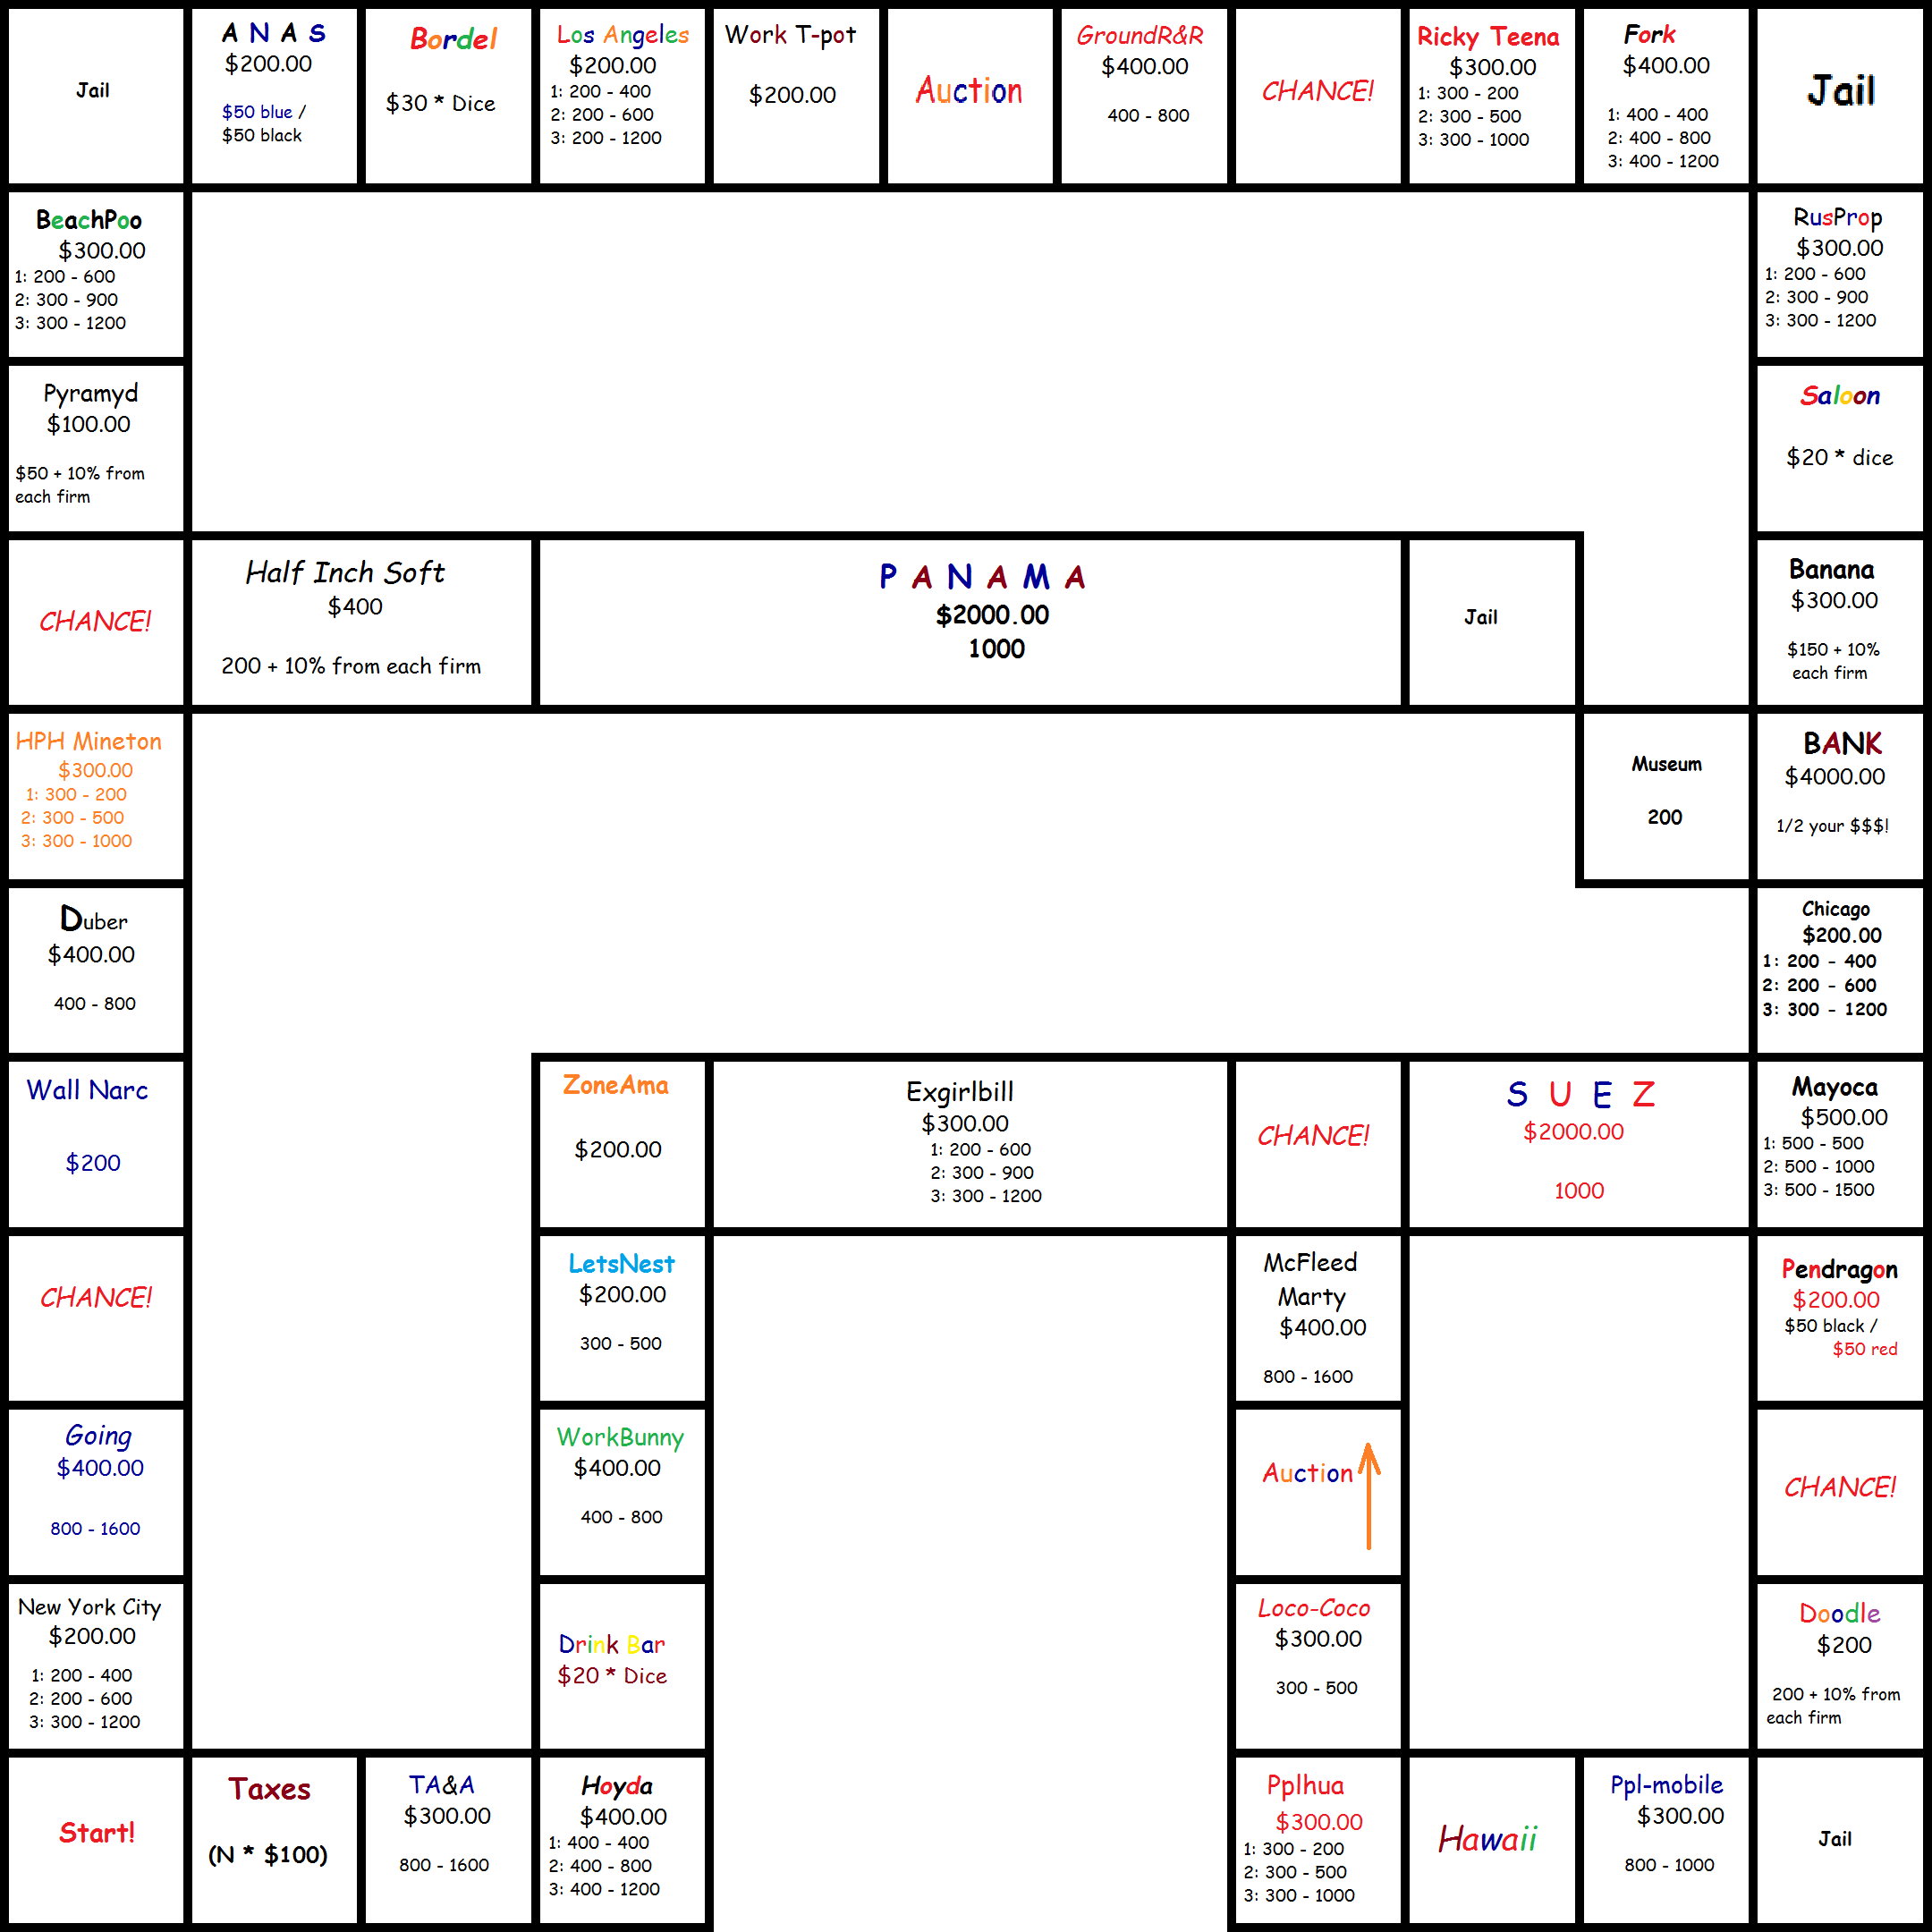 Jail
A N A S
$200.00
$50 blue /
$50 black
Bordel
$30 * Dice
Los Angeles
$200.00
1: 200 - 400
2: 200 - 600
3: 200 - 1200
Work T-pot
$200.00
Auction
GroundR&R
$400.00
400 - 800
CHANCE!
Ricky Teena
$300.00
1: 300 - 200
2: 300 - 500
3: 300 - 1000
Fork
$400.00
1: 400 - 400
2: 400 - 800
3: 400 - 1200
Jail
BeachPoo
$300.00
1: 200 - 600
2: 300 - 900
3: 300 - 1200
RusProp
$300.00
1: 200 - 600
2: 300 - 900
3: 300 - 1200
Pyramyd
$100.00
$50 + 10% from
each firm
Saloon
$20 * dice
CHANCE!
Half Inch Soft
$400
200 + 10% from each firm
P A N A M A
$2000.00
1000
Jail
Banana
$300.00
$150 + 10%
each firm
HPH Mineton
$300.00
1: 300 - 200
2: 300 - 500
3: 300 - 1000
Museum
200
BANK
$4000.00
1/2 your $$$!
Duber
$400.00
400 - 800
Chicago
$200.00
1: 200 - 400
2: 200 - 600
3: 300 - 1200
Wall Narc
$200
ZoneAma
$200.00
Exgirlbill
$300.00
1: 200 - 600
2: 300 - 900
3: 300 - 1200
CHANCE!
S U E Z
$2000.00
1000
Mayoca
$500.00
1: 500 - 500
2: 500 - 1000
3: 500 - 1500
CHANCE!
LetsNest
$200.00
300 - 500
McFleed
Marty
$400.00
800 - 1600
Pendragon
$200.00
$50 black /
$50 red
Going
$400.00
800 - 1600
WorkBunny
$400.00
400 - 800
Auction
CHANCE!
New York City
$200.00
1: 200 - 400
2: 200 - 600
3: 300 - 1200
Drink Bar
$20 * Dice
Loco-Coco
$300.00
300 - 500
Doodle
$200
200 + 10% from
each firm
Start!
Taxes
(N * $100)
TA&A
$300.00
800 - 1600
Hoyda
$400.00
1: 400 - 400
2: 400 - 800
3: 400 - 1200
Pplhua
$300.00
1: 300 - 200
2: 300 - 500
3: 300 - 1000
Hawaii
Ppl-mobile
$300.00
800 - 1000
Jail